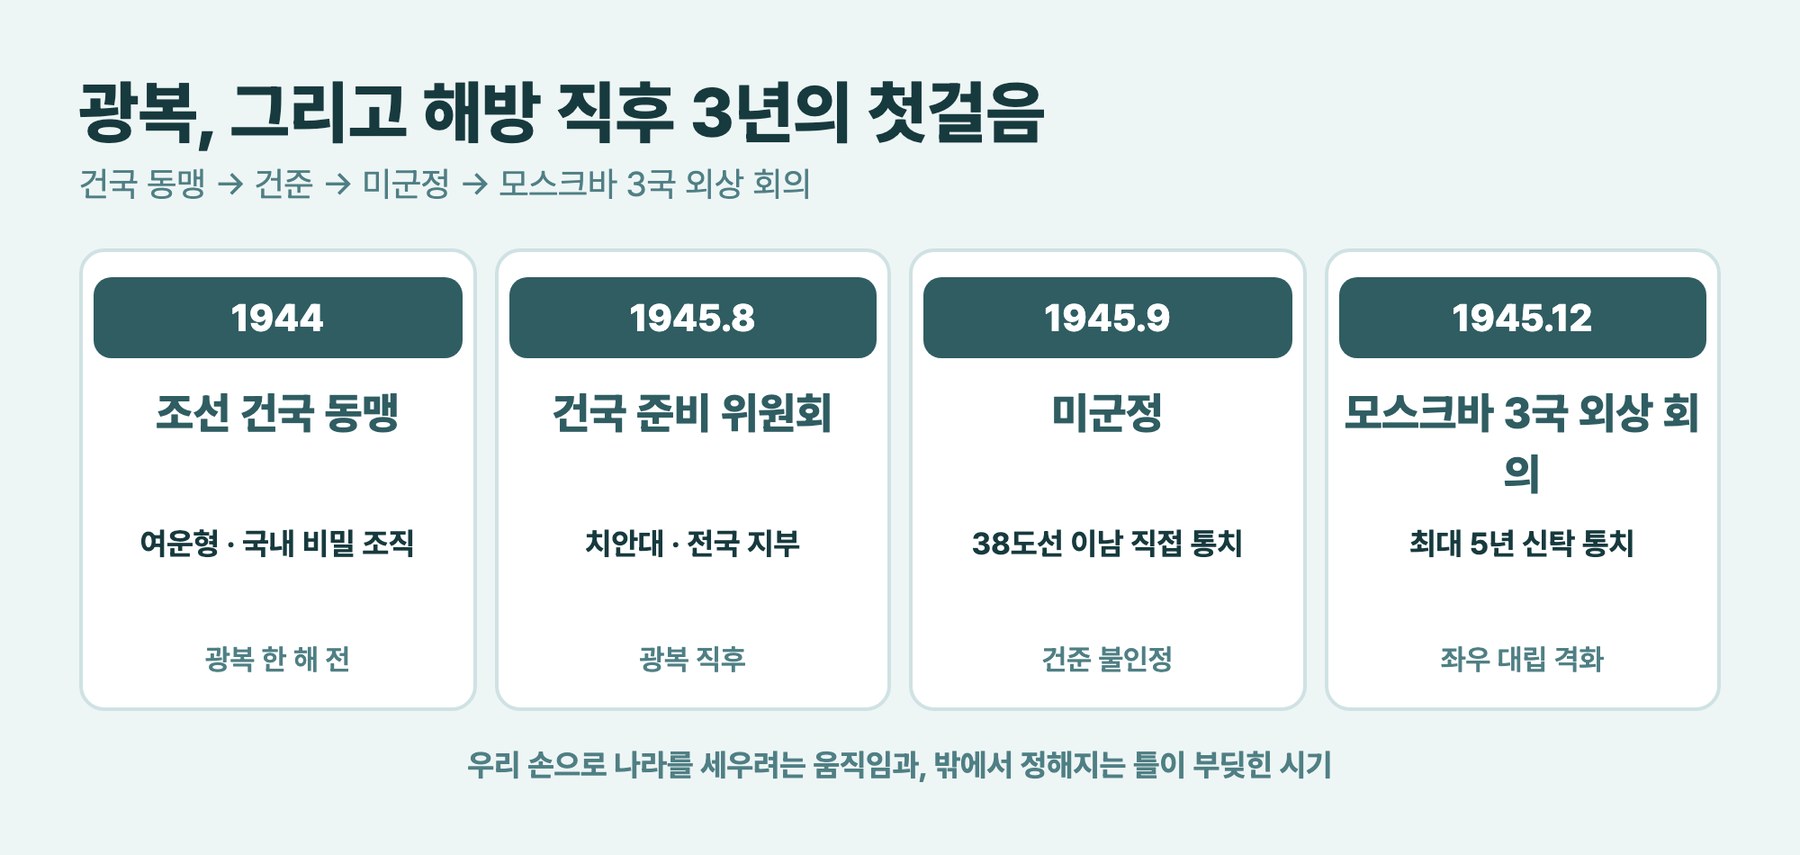 광복, 그리고 해방 직후 3년의 첫걸음
건국 동맹 → 건준 → 미군정 → 모스크바 3국 외상 회의
1944
조선 건국 동맹
여운형 · 국내 비밀 조직
광복 한 해 전
1945.8
건국 준비 위원회
치안대 · 전국 지부
광복 직후
1945.9
미군정
38도선 이남 직접 통치
건준 불인정
1945.12
모스크바 3국 외상 회
의
최대 5년 신탁 통치
좌우 대립 격화
우리 손으로 나라를 세우려는 움직임과, 밖에서 정해지는 틀이 부딪힌 시기